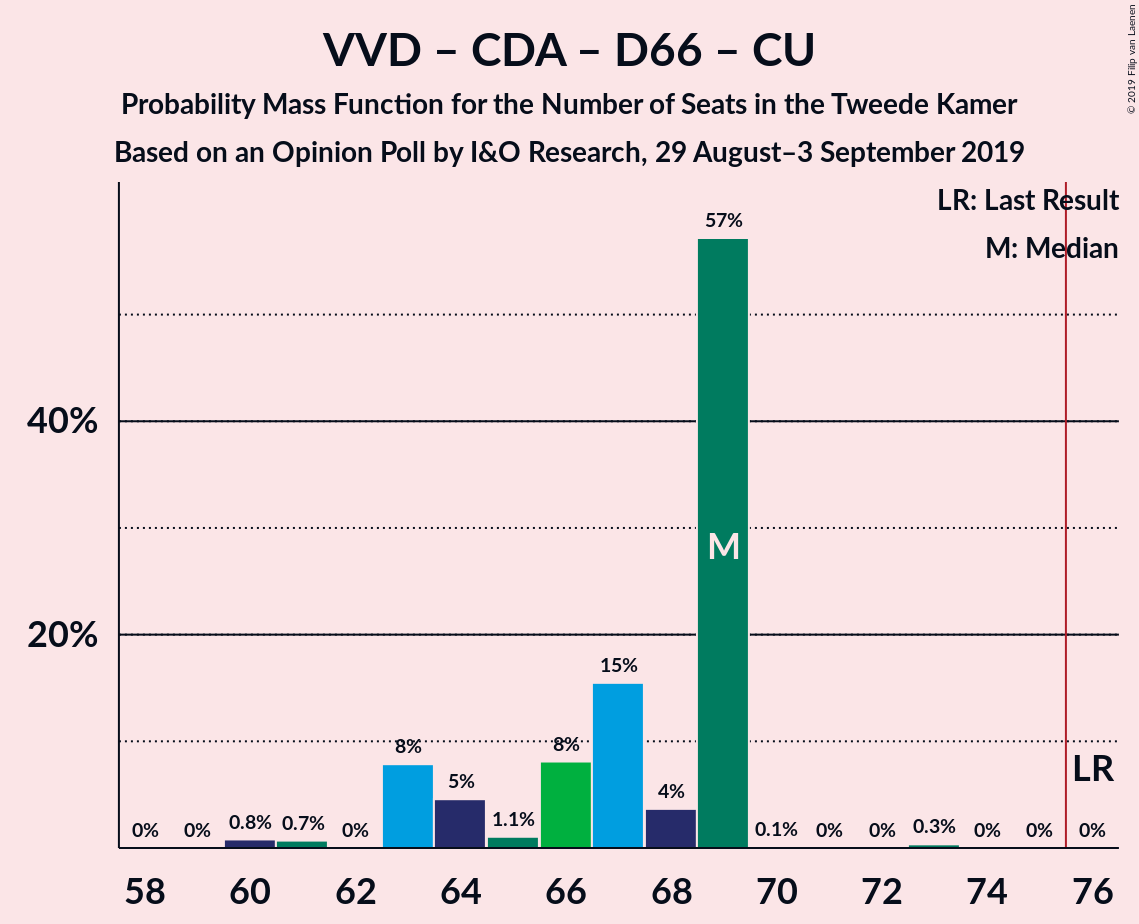 VVD – CDA – D66 – CU
Probability Mass Function for the Number of Seats in the Tweede Kamer
Based on an Opinion Poll by I&O Research, 29 August–3 September 2019
© 2019 Filip van Laenen
LR: Last Result
M: Median
57%
40%
M
20%
15%
8%
8%
5%
4%
1.1%
0.8%
0.7%
0%
0%
0%
0.1%
0%
0%
0.3%
0%
0%
0%
LR
58 60 62 64 66 68 70 72 74 76